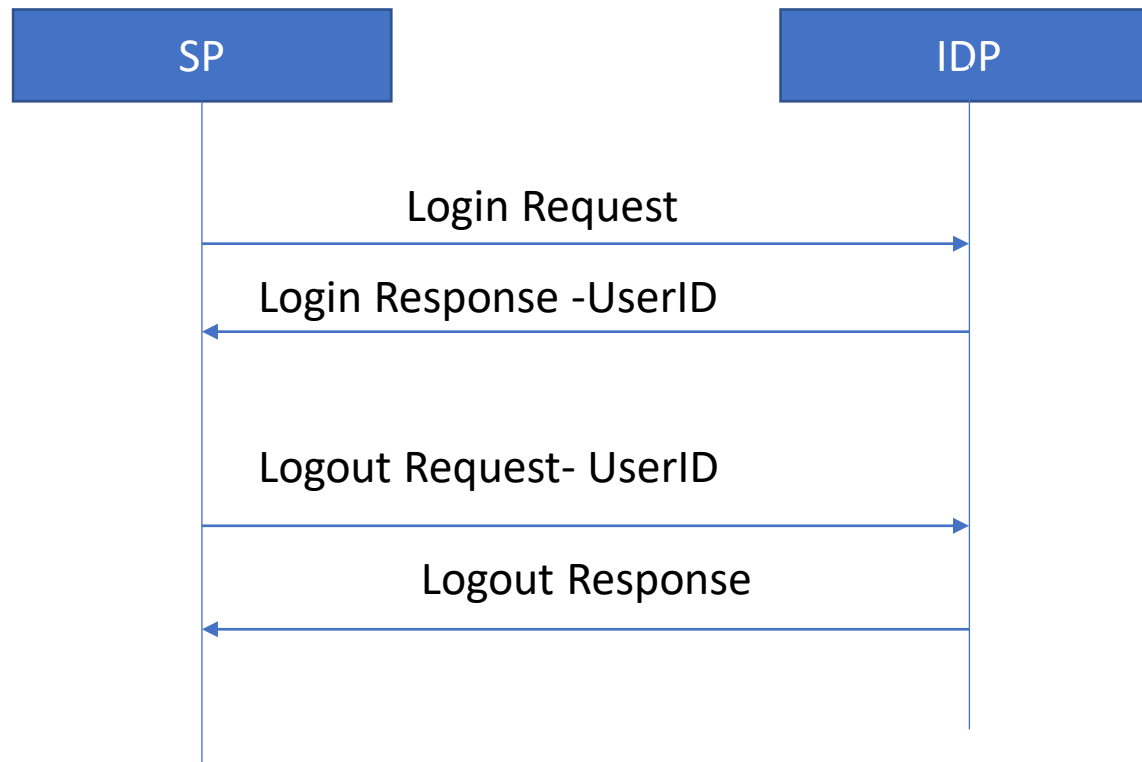 SP
IDP
Login Request
Login Response -UserID
Logout Request- UserID
Logout Response